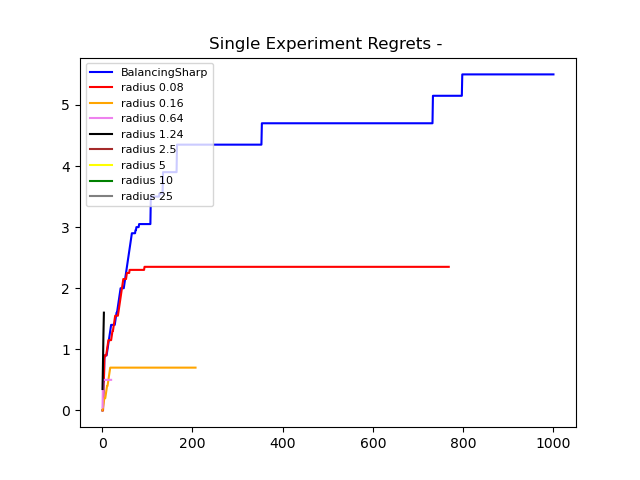 Single Experiment Regrets -
BalancingSharp
radius 0.08
radius 0.16
radius 0.64
radius 1.24
radius 2.5
radius 5
radius 10
radius 25
5
4
3
2
1
0
0 200 400 600 800 1000